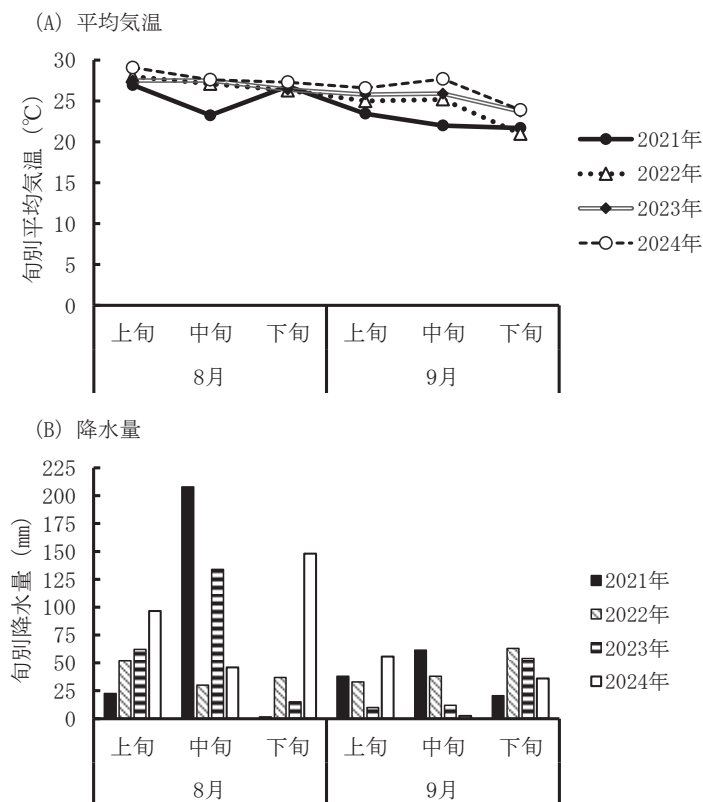 (A) 平均気温
旬別平均気温 (℃)
30
25
20
15
10
5
0
上旬 中旬 下旬 上旬 中旬 下旬
8月 9月
2021年
2022年
2023年
2024年
(B) 降水量
旬別降水量 (mm)
225
200
175
150
125
100
75
50
25
0
上旬 中旬 下旬 上旬 中旬 下旬
8月 9月
2021年
2022年
2023年
2024年